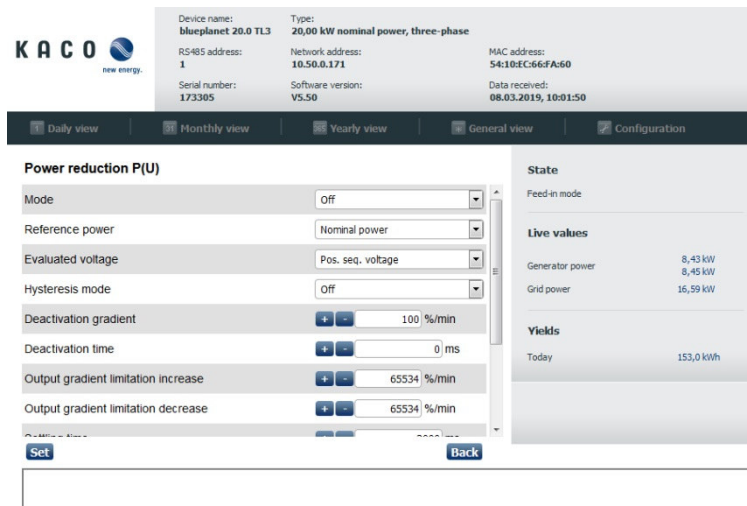 KACO
new energy.
Device name:
blueplanet 20.0 TL3
Type:
20,00 kW nominal power, three-phase
RS485 address:
1
Network address:
10.50.0.171
MAC address:
54:10:EC:66:FA:60
Serial number:
173305
Software version:
V5.50
Data received:
08.03.2019, 10:01:50
1 Daily view
31 Monthly view
365 Yearly view
General view
Configuration
Power reduction P(U)
Mode Off
Reference power Nominal power
Evaluated voltage Pos. seq. voltage
Hysteresis mode Off
Deactivation gradient + - 100 %/min
Deactivation time + - 0 ms
Output gradient limitation increase + - 65534 %/min
Output gradient limitation decrease + - 65534 %/min
Set
Back
State
Feed-in mode
Live values
Generator power 8,43 kW
8,45 kW
Grid power 16,59 kW
Yields
Today 153,0 kWh